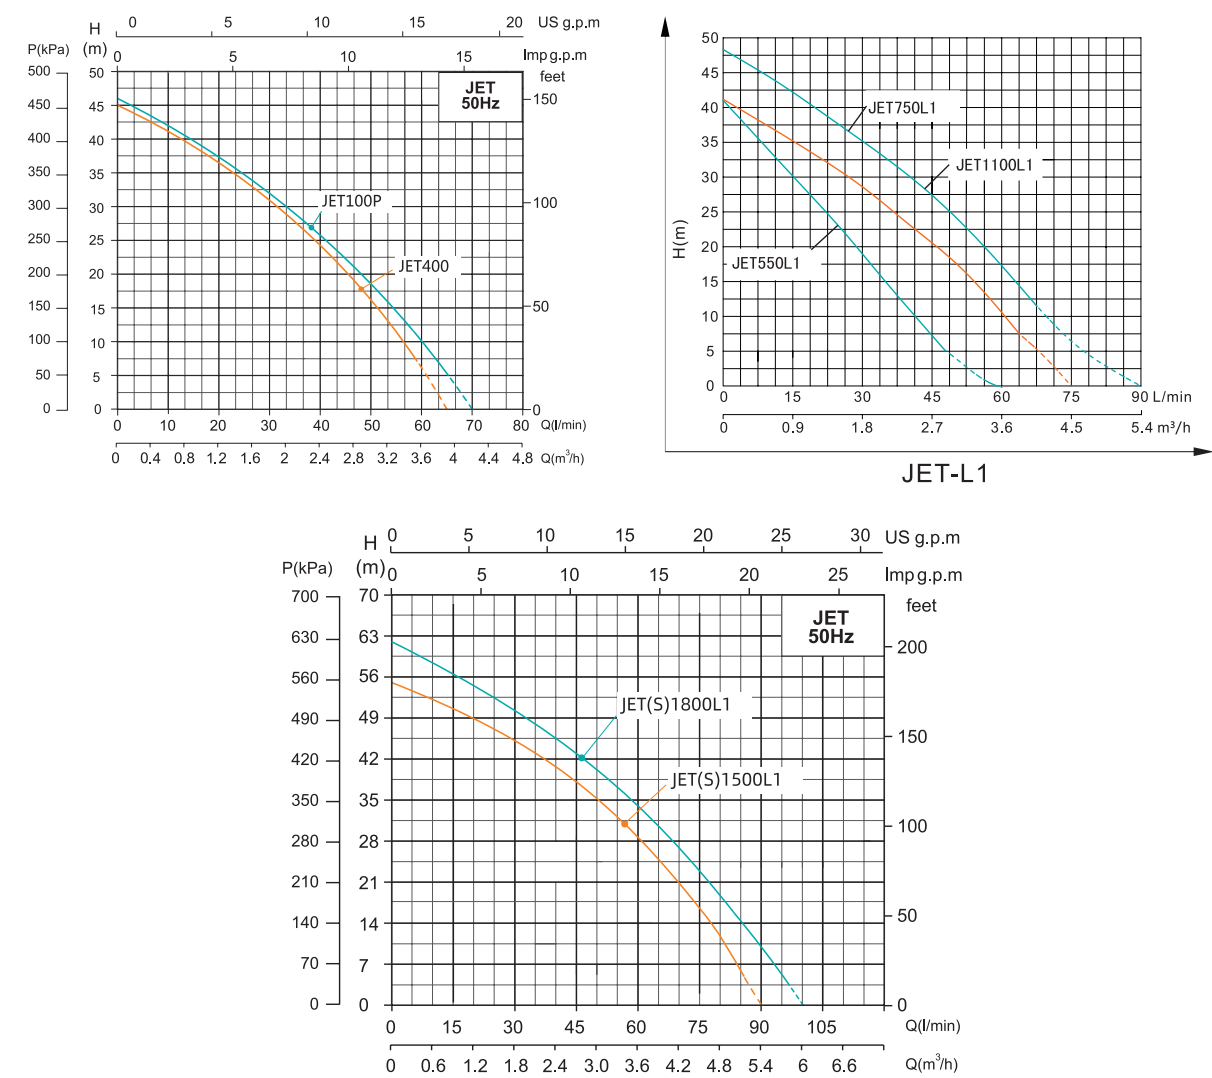 H 0 5 10 15 20 US g.p.m
P(kPa) (m) 0 5 10 15 Imp g.p.m
500 50 feet
JET
50Hz
450 45 150
400 40
350 35
300 30 100
JET100P
250 25
JET400
200 20
150 15 50
100 10
50 5
0 0 0
0 10 20 30 40 50 60 70 80 Q(l/min)
0 0.4 0.8 1.2 1.6 2 2.4 2.8 3.2 3.6 4 4.4 4.8 Q(m³/h)
50
45
40
JET750L1
35
JET1100L1
30
25
H(m)
20
JET550L1
15
10
5
0
0 15 30 45 60 75 90 L/min
0 0.9 1.8 2.7 3.6 4.5 5.4 m³/h
JET-L1
H 0 5 10 15 20 25 30 US g.p.m
P(kPa) (m) 0 5 10 15 20 25 Imp g.p.m
700 70 feet
JET
50Hz
630 63 200
560 56
JET(S)1800L1
490 49 150
420 42
JET(S)1500L1
350 35
280 28 100
210 21
140 14 50
70 7
0 0 0
0 15 30 45 60 75 90 105 Q(l/min)
0 0.6 1.2 1.8 2.4 3.0 3.6 4.2 4.8 5.4 6 6.6 Q(m³/h)